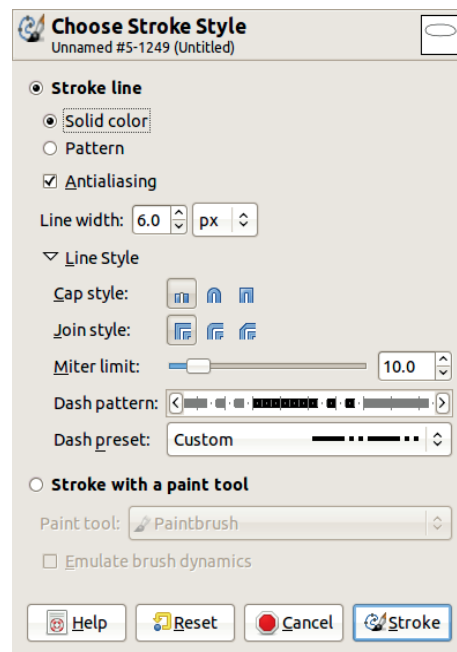 Choose Stroke Style
Unnamed #5-1249 (Untitled)
Stroke line
Solid color
Pattern
Antialiasing
Line width: 6.0 px
Line Style
Cap style:
Join style:
Miter limit: 10.0
Dash pattern:
Dash preset: Custom
Stroke with a paint tool
Paint tool: Paintbrush
Emulate brush dynamics
Help Reset Cancel Stroke